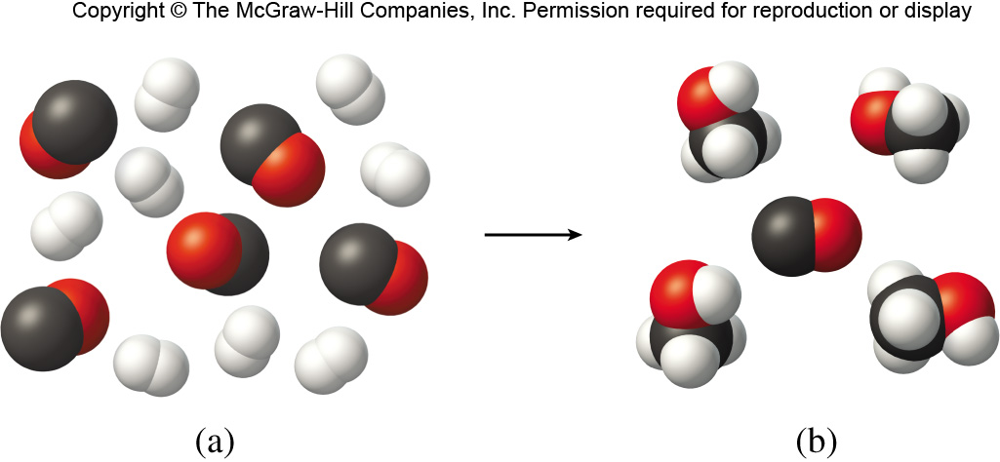 Copyright © The McGraw-Hill Companies, Inc. Permission required for reproduction or display
(a)
(b)